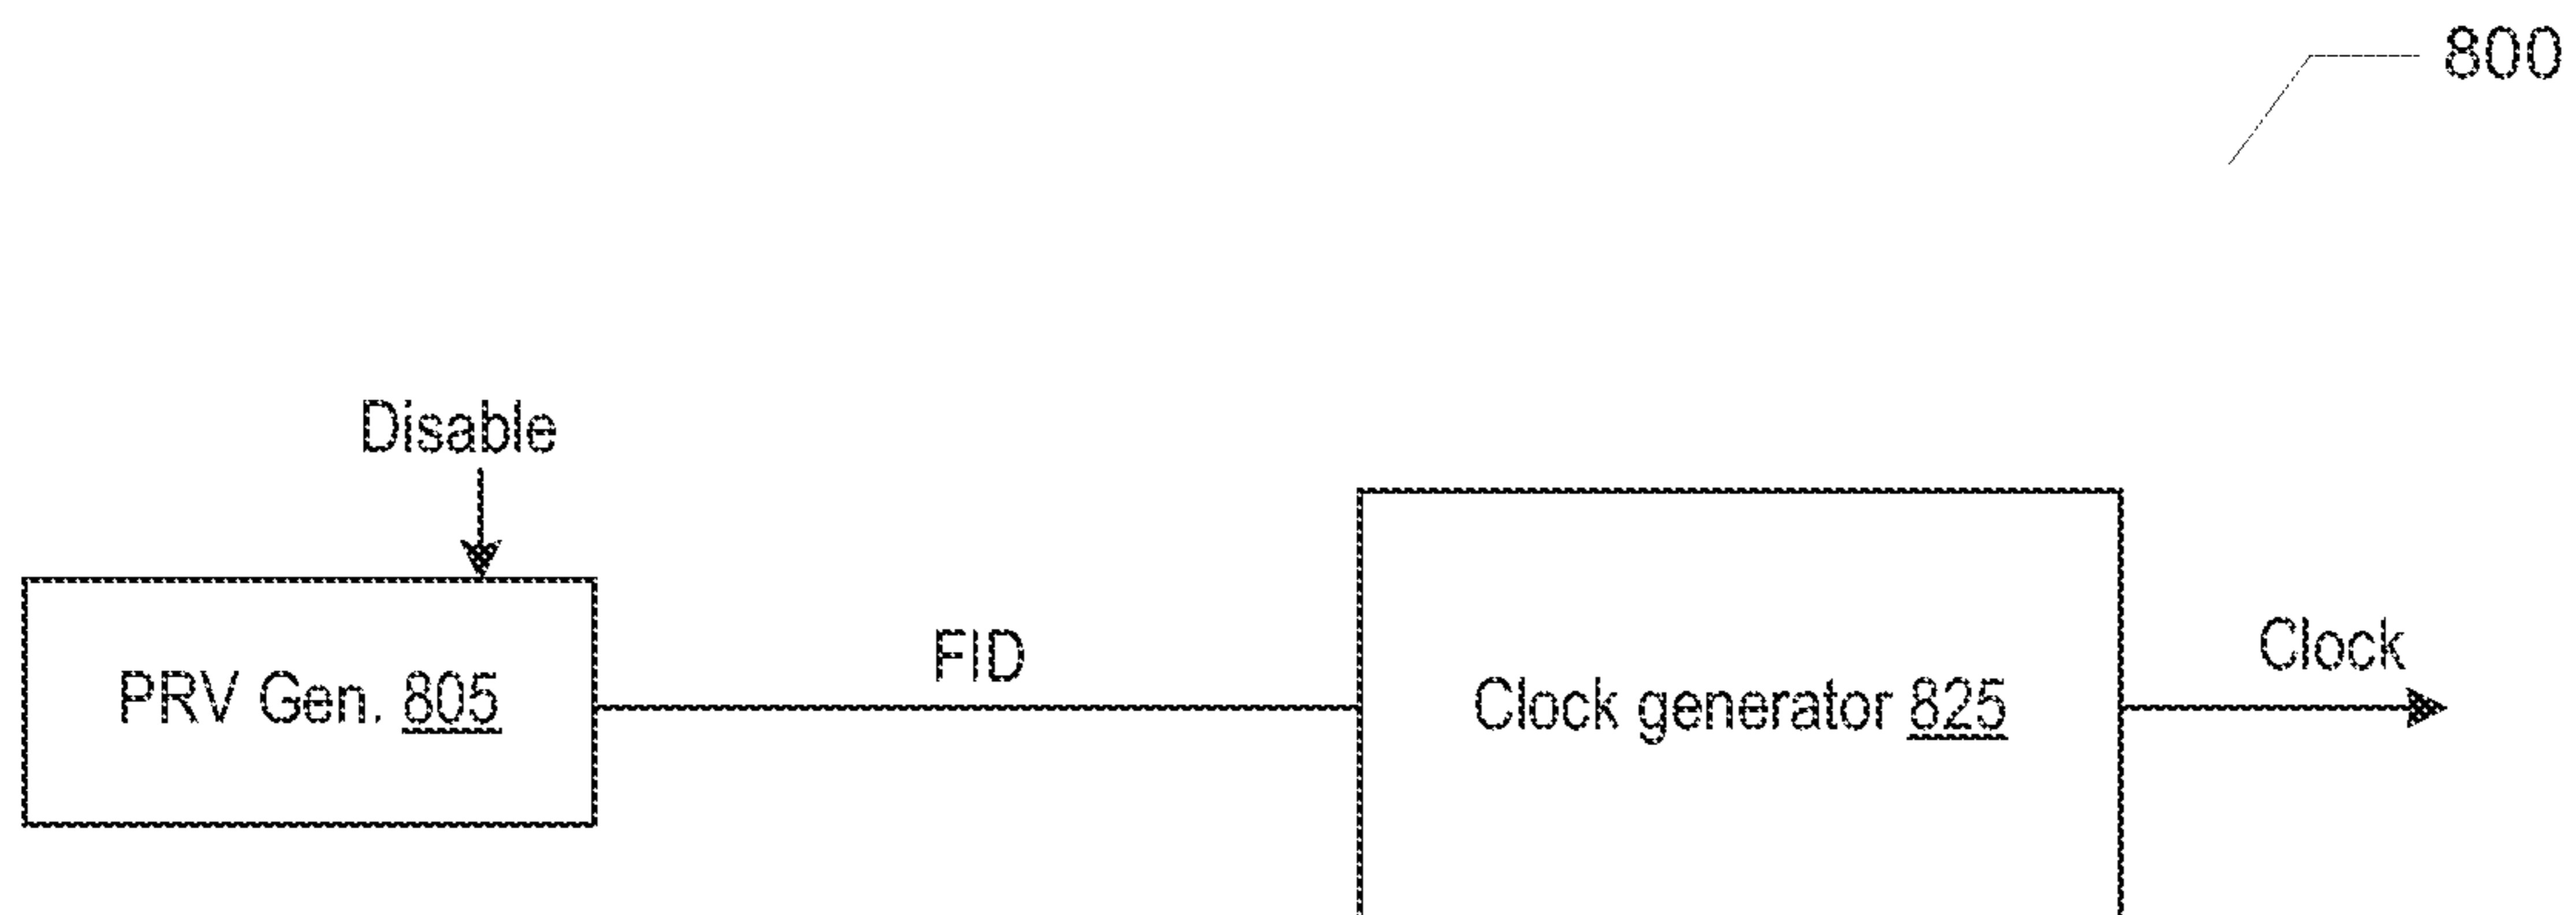 800
Disable
FID
Clock
PRV Gen. 805
Clock generator 825